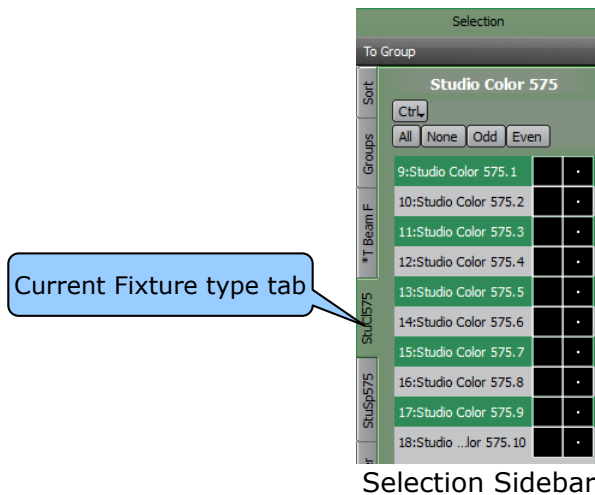 Selection
To Group
Sort
Groups
*T Beam F
StuCl575
StuSp575
Studio Color 575
Ctrl
All None Odd Even
9:Studio Color 575.1
10:Studio Color 575.2
11:Studio Color 575.3
12:Studio Color 575.4
13:Studio Color 575.5
14:Studio Color 575.6
15:Studio Color 575.7
16:Studio Color 575.8
17:Studio Color 575.9
18:Studio ...lor 575.10
Current Fixture type tab
Selection Sidebar